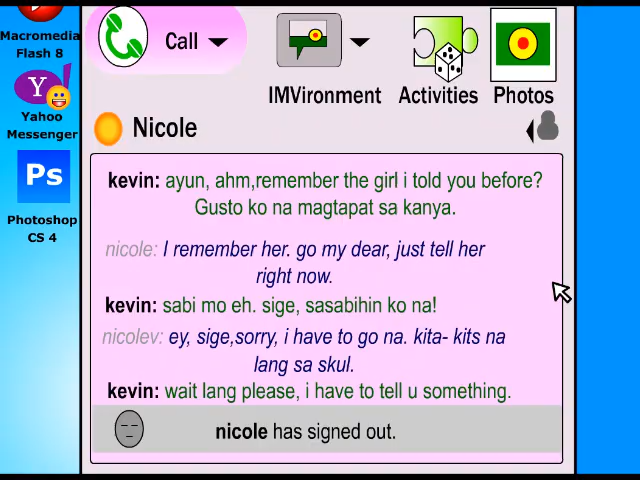 Macromedia
Flash 8
Yahoo
Messenger
Ps
Photoshop
CS 4
Call
IMVironment
Activities
Photos
Nicole
kevin: ayun, ahm,remember the girl i told you before?
Gusto ko na magtapat sa kanya.
nicole: I remember her. go my dear, just tell her
right now.
kevin: sabi mo eh. sige, sasabihin ko na!
nicolev: ey, sige,sorry, i have to go na. kita- kits na
lang sa skul.
kevin: wait lang please, i have to tell u something.
nicole has signed out.